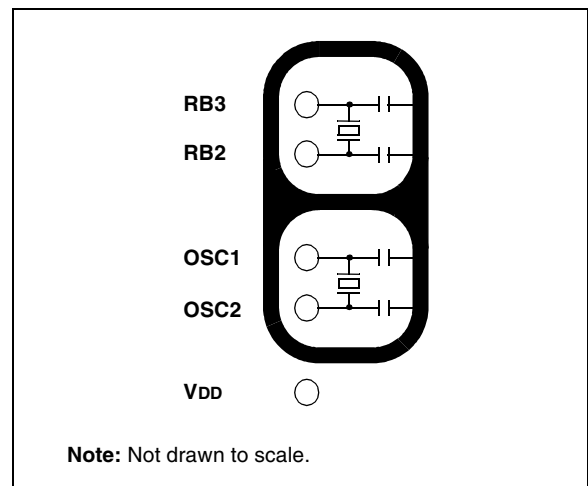 RB3
RB2
OSC1
OSC2
VDD
Note: Not drawn to scale.